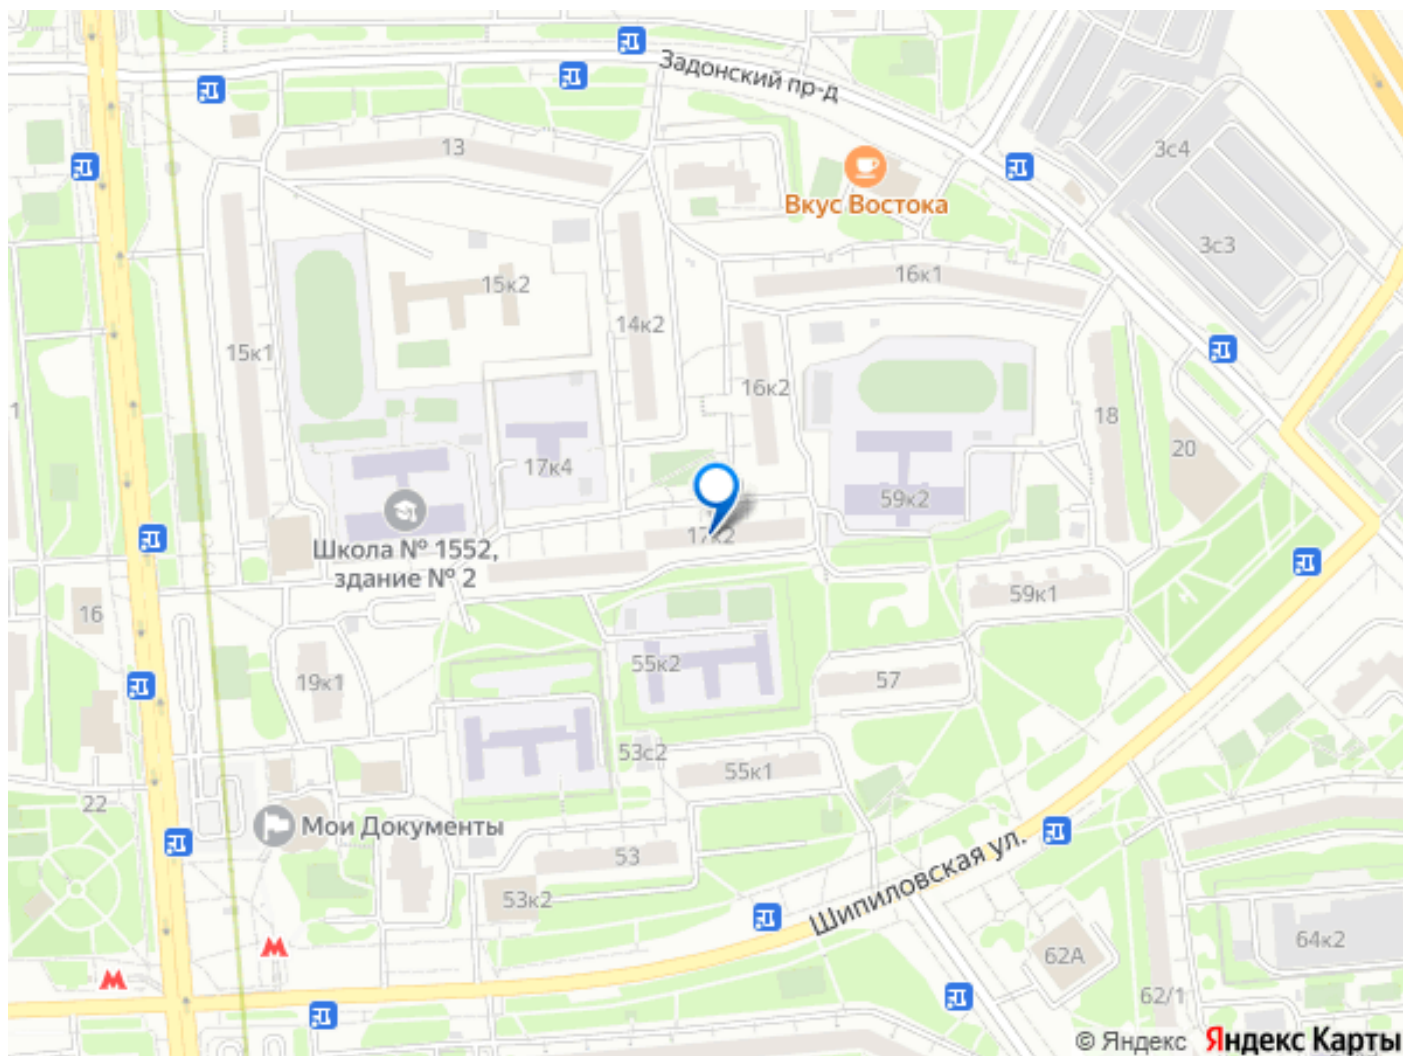 Задонский пр-д
13
3с4
Вкус Востока
3с3
15к2
16к1
14к2
15к1
16к2
1
18
20
17к4
59к2
17к2
Школа № 1552,
здание № 2
59к1
16
55к2
57
19к1
53с2
55к1
22
Мои Документы
Шипиловская ул.
53
53к2
64к2
62А
62/1
© Яндекс Яндекс Карты